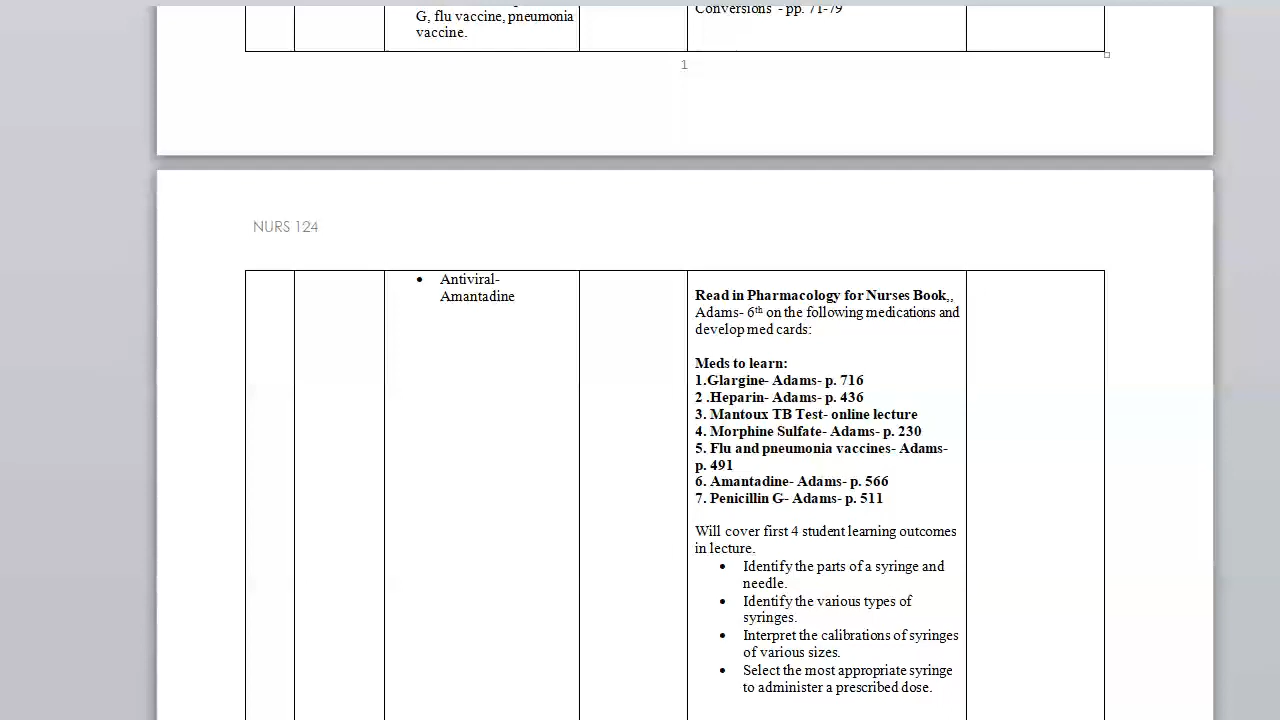 G, flu vaccine, pneumonia
vaccine.
Conversions - pp. 71-79
1
NURS 124
• Antiviral-
Amantadine
Read in Pharmacology for Nurses Book,,
Adams- 6th on the following medications and
develop med cards:
Meds to learn:
1.Glargine- Adams- p. 716
2 .Heparin- Adams- p. 436
3. Mantoux TB Test- online lecture
4. Morphine Sulfate- Adams- p. 230
5. Flu and pneumonia vaccines- Adams-
p. 491
6. Amantadine- Adams- p. 566
7. Penicillin G- Adams- p. 511
Will cover first 4 student learning outcomes
in lecture.
• Identify the parts of a syringe and
needle.
• Identify the various types of
syringes.
• Interpret the calibrations of syringes
of various sizes.
• Select the most appropriate syringe
to administer a prescribed dose.